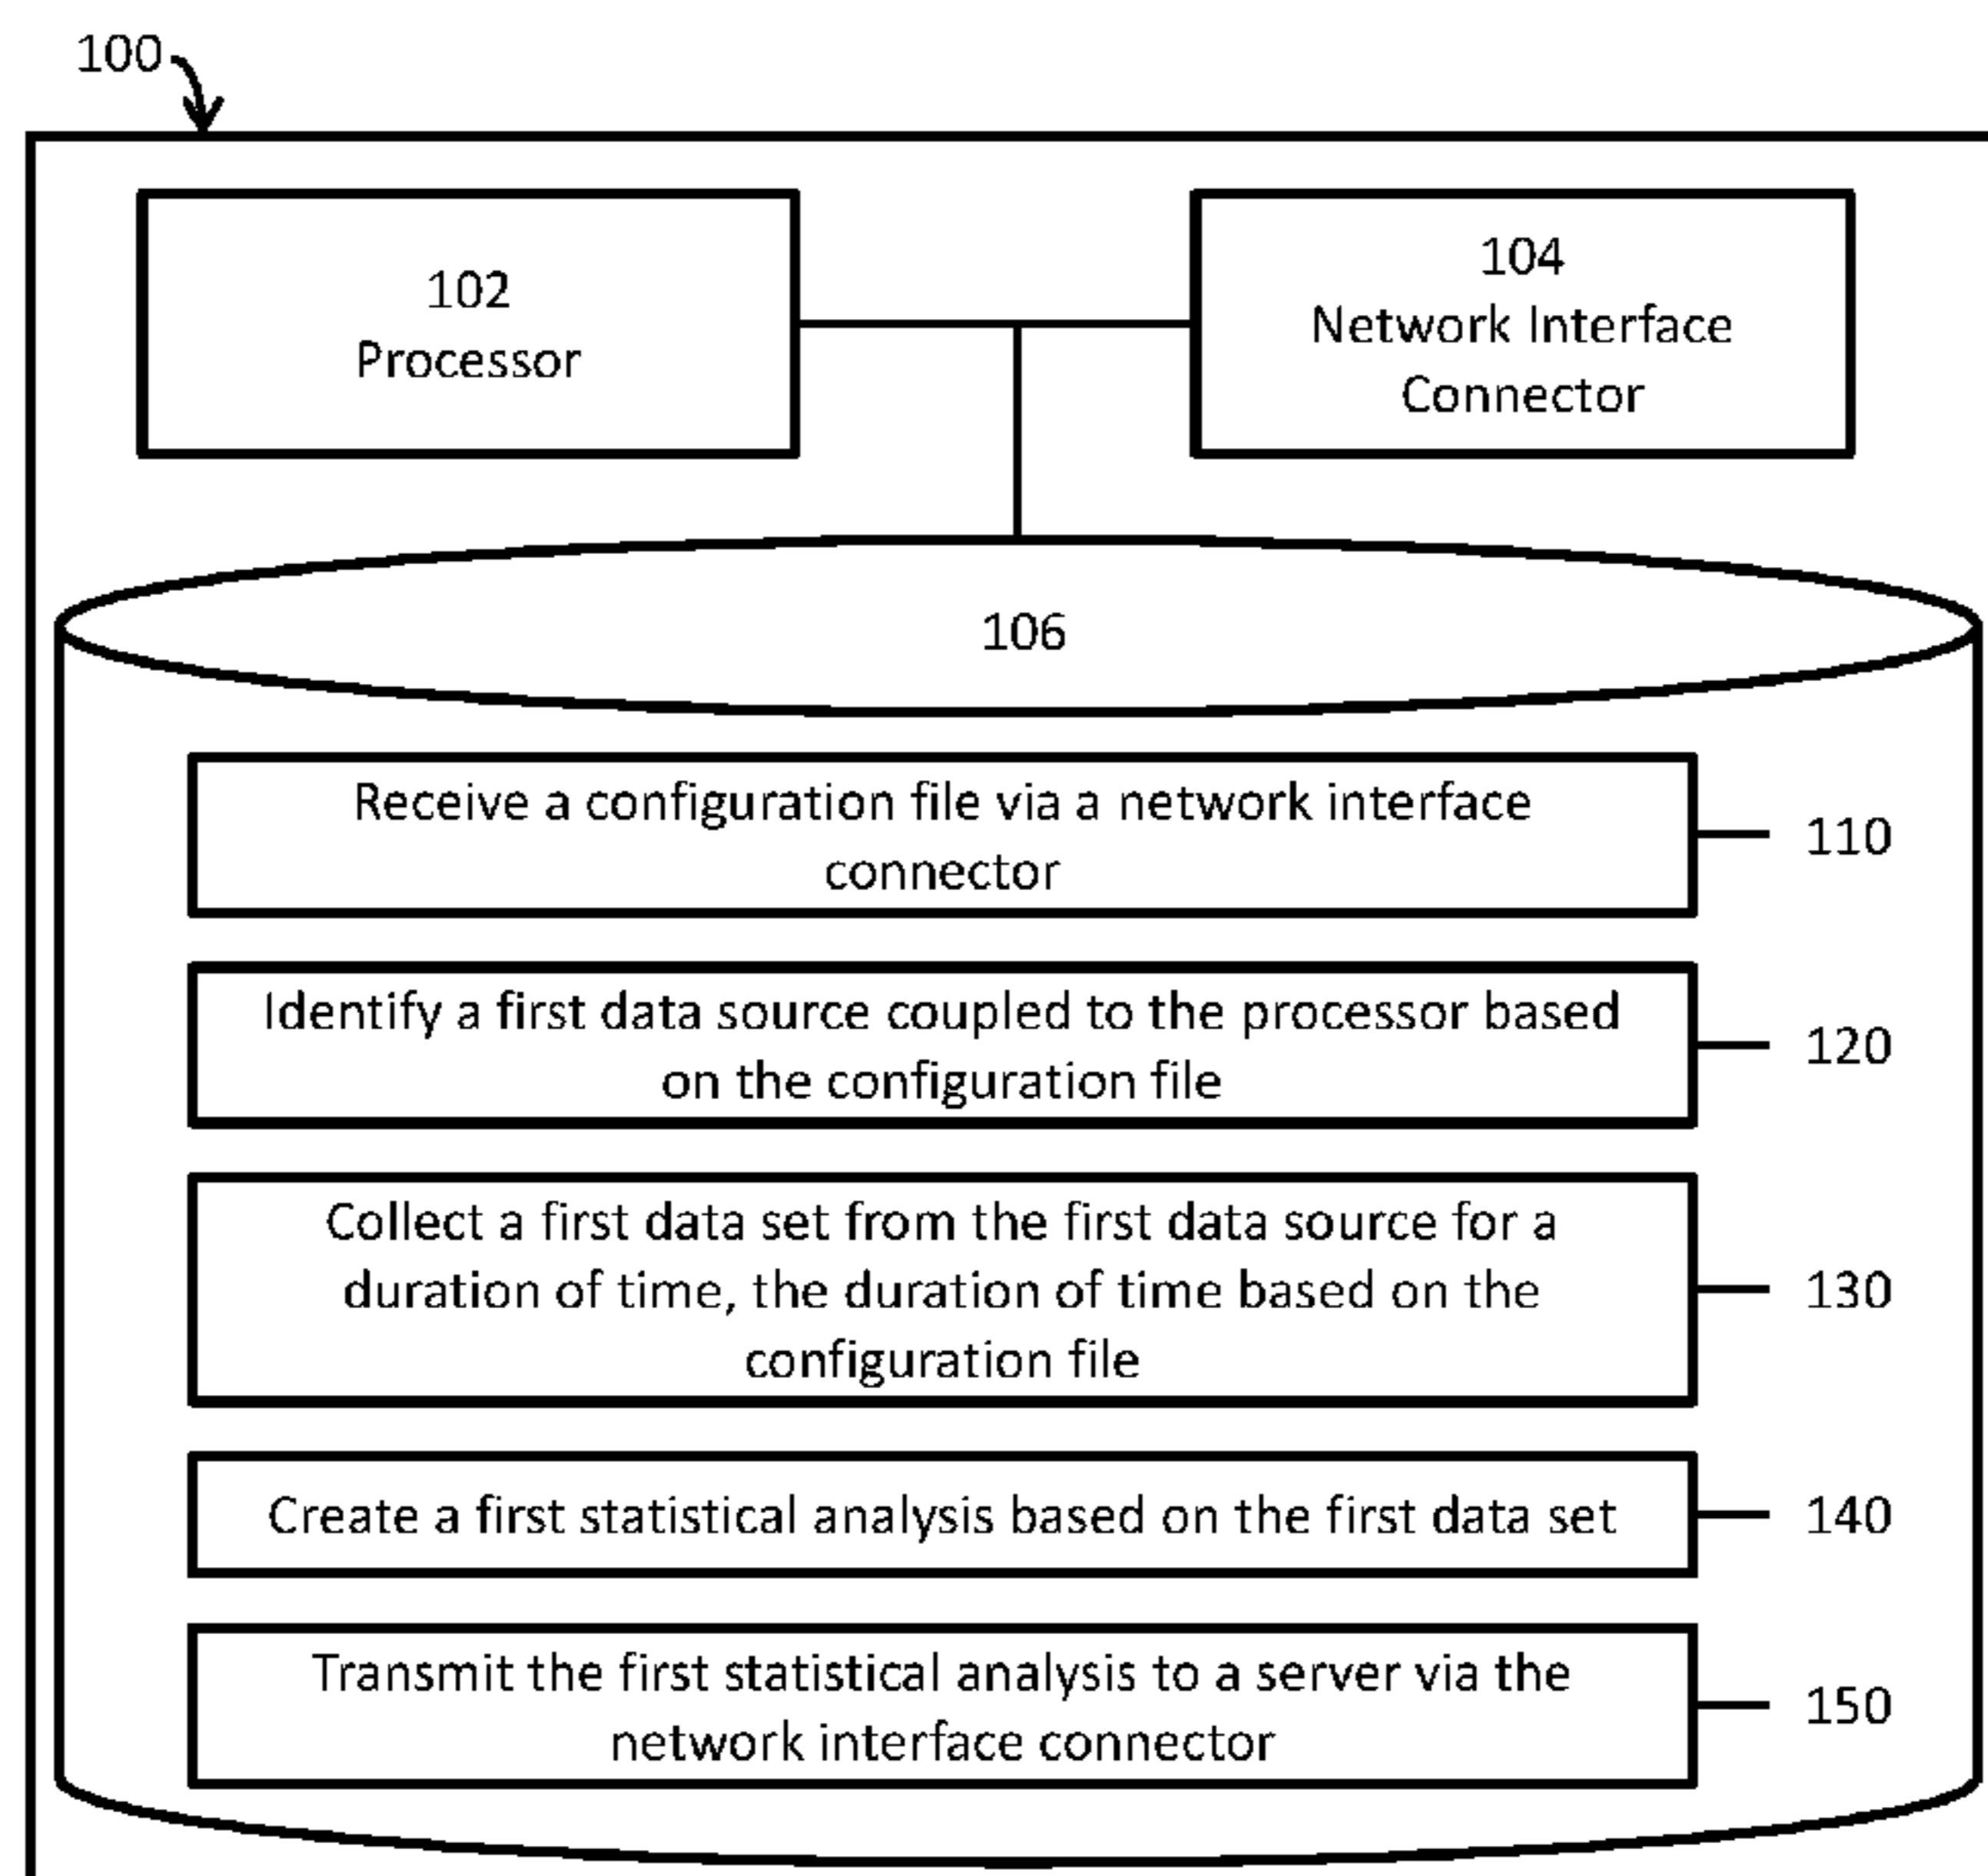 100
102
Processor
104
Network Interface
Connector
106
Receive a configuration file via a network interface
connector
110
Identify a first data source coupled to the processor based
on the configuration file
120
Collect a first data set from the first data source for a
duration of time, the duration of time based on the
configuration file
130
Create a first statistical analysis based on the first data set
140
Transmit the first statistical analysis to a server via the
network interface connector
150